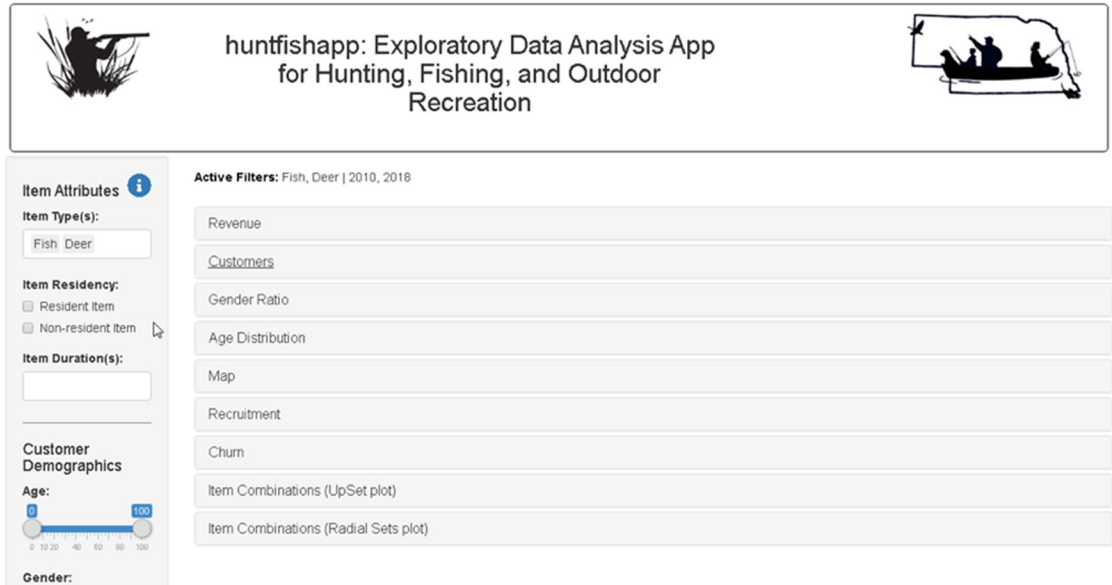 huntfishapp: Exploratory Data Analysis App
for Hunting, Fishing, and Outdoor
Recreation
Item Attributes i
Item Type(s):
Fish Deer
Item Residency:
Resident Item
Non-resident Item
Item Duration(s):
Customer
Demographics
Age:
0 100
0 10 20 40 60 80 100
Gender:
Active Filters: Fish, Deer | 2010, 2018
Revenue
Customers
Gender Ratio
Age Distribution
Map
Recruitment
Churn
Item Combinations (UpSet plot)
Item Combinations (Radial Sets plot)